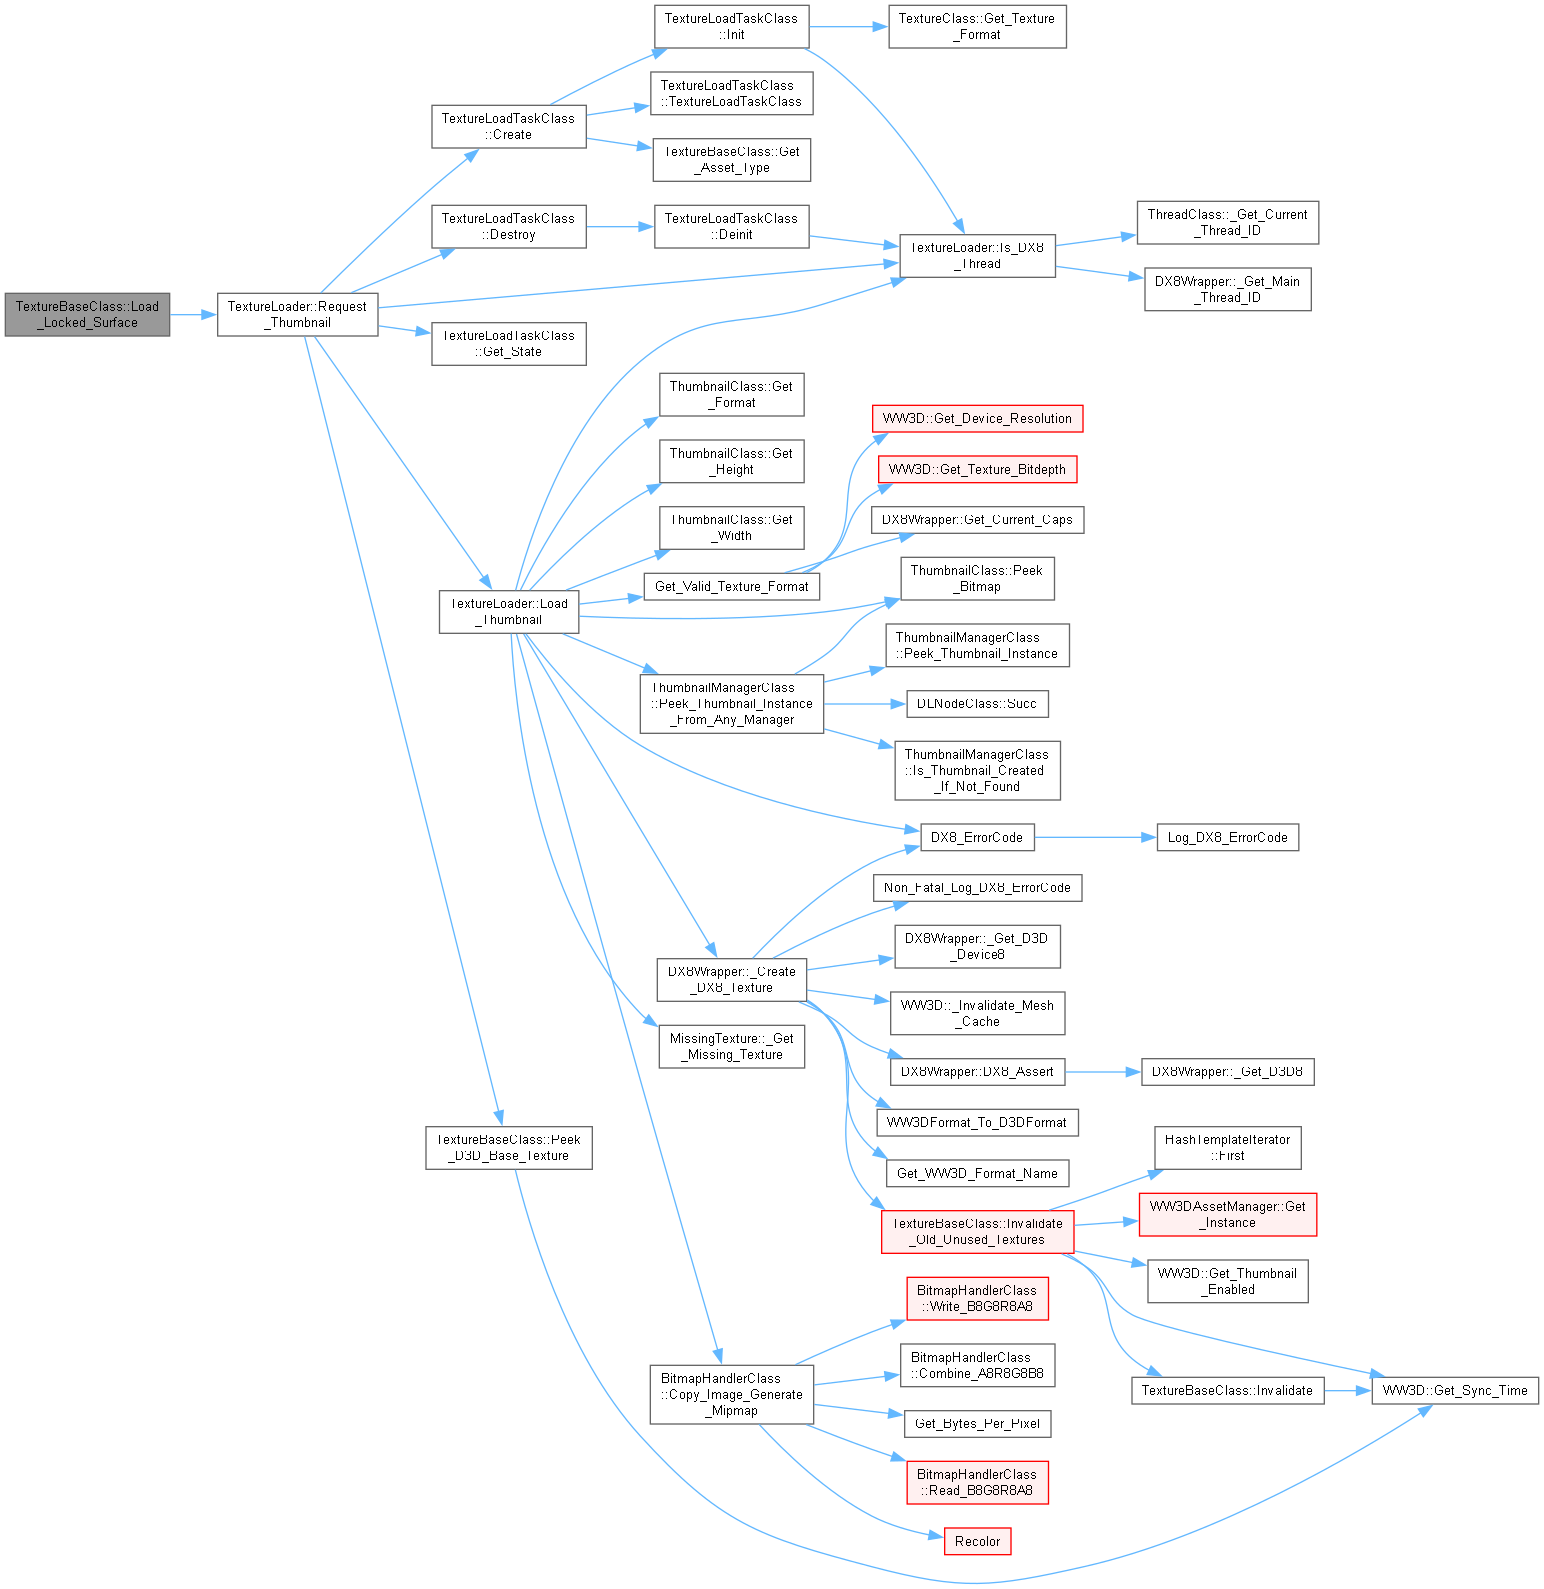 TextureLoadTaskClass
::Init
TextureClass::Get_Texture
_Format
TextureLoadTaskClass
::TextureLoadTaskClass
TextureLoadTaskClass
::Create
TextureBaseClass::Get
_Asset_Type
TextureLoadTaskClass
::Destroy
TextureLoadTaskClass
::Deinit
ThreadClass::_Get_Current
_Thread_ID
TextureLoader::Is_DX8
_Thread
DX8Wrapper::_Get_Main
_Thread_ID
TextureBaseClass::Load
_Locked_Surface
TextureLoader::Request
_Thumbnail
TextureLoadTaskClass
::Get_State
ThumbnailClass::Get
_Format
WW3D::Get_Device_Resolution
ThumbnailClass::Get
_Height
WW3D::Get_Texture_Bitdepth
ThumbnailClass::Get
_Width
DX8Wrapper::Get_Current_Caps
Get_Valid_Texture_Format
ThumbnailClass::Peek
_Bitmap
TextureLoader::Load
_Thumbnail
ThumbnailManagerClass
::Peek_Thumbnail_Instance
ThumbnailManagerClass
::Peek_Thumbnail_Instance
_From_Any_Manager
DLNodeClass::Succ
ThumbnailManagerClass
::Is_Thumbnail_Created
_If_Not_Found
DX8_ErrorCode
Log_DX8_ErrorCode
Non_Fatal_Log_DX8_ErrorCode
DX8Wrapper::_Get_D3D
_Device8
DX8Wrapper::_Create
_DX8_Texture
WW3D::_Invalidate_Mesh
_Cache
MissingTexture::_Get
_Missing_Texture
DX8Wrapper::DX8_Assert
DX8Wrapper::_Get_D3D8
WW3DFormat_To_D3DFormat
TextureBaseClass::Peek
_D3D_Base_Texture
HashTemplateIterator
::First
Get_WW3D_Format_Name
WW3DAssetManager::Get
_Instance
TextureBaseClass::Invalidate
_Old_Unused_Textures
WW3D::Get_Thumbnail
_Enabled
BitmapHandlerClass
::Write_B8G8R8A8
BitmapHandlerClass
::Combine_A8R8G8B8
BitmapHandlerClass
::Copy_Image_Generate
_Mipmap
TextureBaseClass::Invalidate
WW3D::Get_Sync_Time
Get_Bytes_Per_Pixel
BitmapHandlerClass
::Read_B8G8R8A8
Recolor